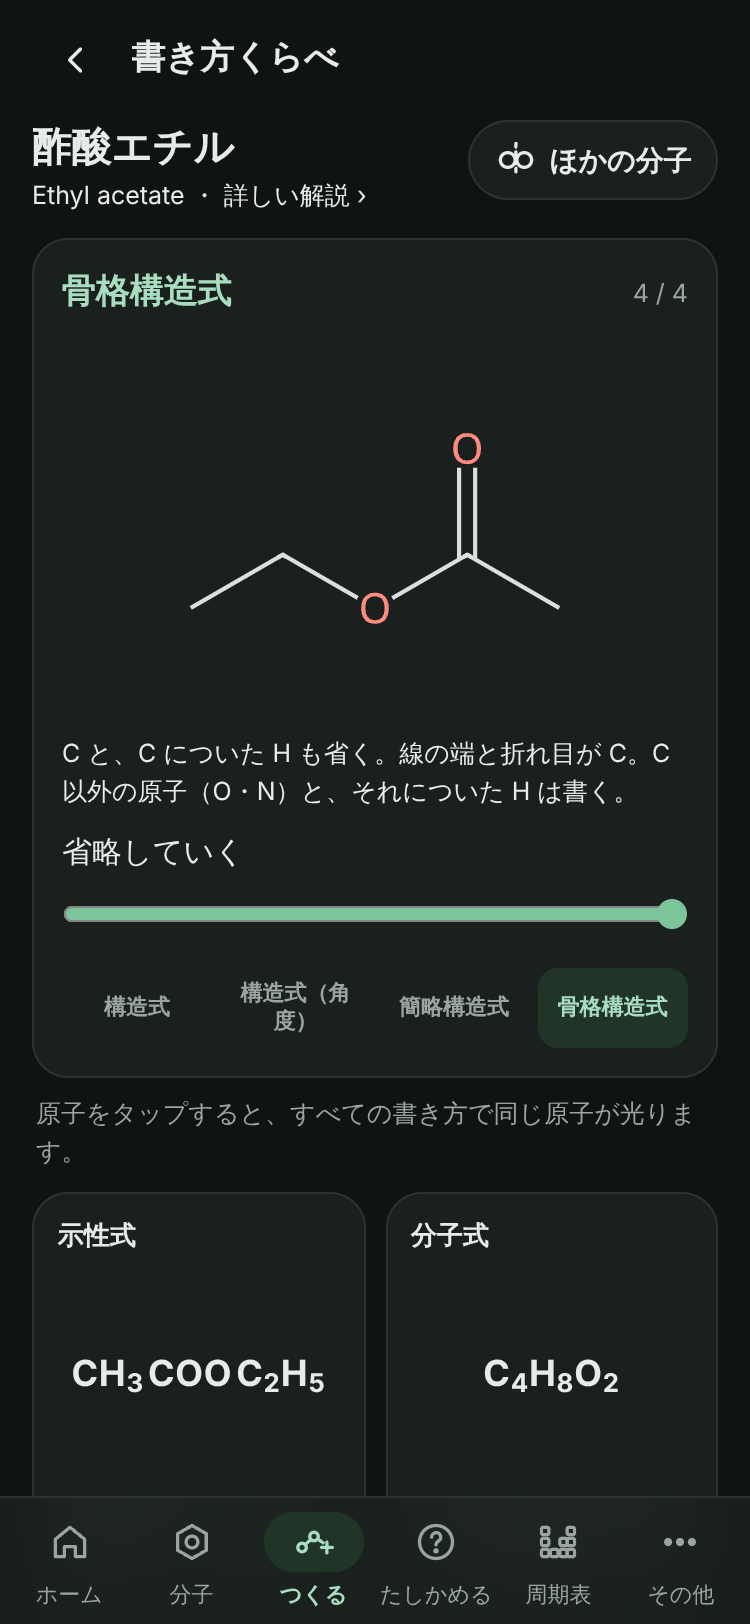 書き方くらべ
酢酸エチル
Ethyl acetate ・ 詳しい解説 ›
ほかの分子
骨格構造式
4 / 4
O
O
C と、C についた H も省く。線の端と折れ目が C。C
以外の原子（O・N）と、それについた H は書く。
省略していく
構造式
構造式（角
度）
簡略構造式
骨格構造式
原子をタップすると、すべての書き方で同じ原子が光りま
す。
示性式
分子式
CH₃COOC₂H₅
C₄H₈O₂
ホーム
分子
つくる
たしかめる
周期表
その他